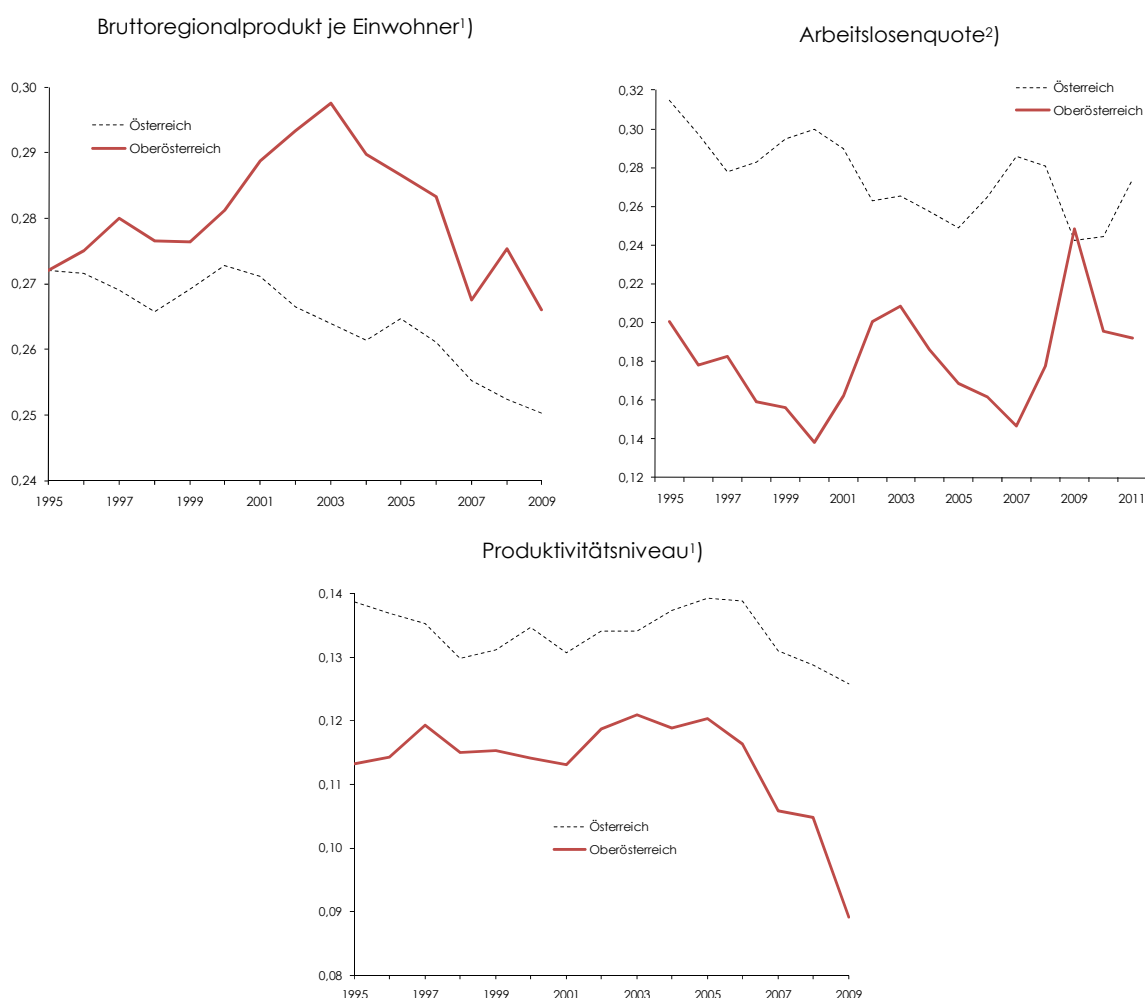 Bruttoregionalprodukt je Einwohner¹)
0,30
0,29
0,28
0,27
0,26
0,25
0,24
Österreich
Oberösterreich
1995 1997 1999 2001 2003 2005 2007 2009
Arbeitslosenquote²)
0,32
0,30
0,28
0,26
0,24
0,22
0,20
0,18
0,16
0,14
0,12
Österreich
Oberösterreich
1995 1997 1999 2001 2003 2005 2007 2009 2011
Produktivitätsniveau¹)
0,14
0,13
0,12
0,11
0,10
0,09
0,08
Österreich
Oberösterreich
1995 1997 1999 2001 2003 2005 2007 2009